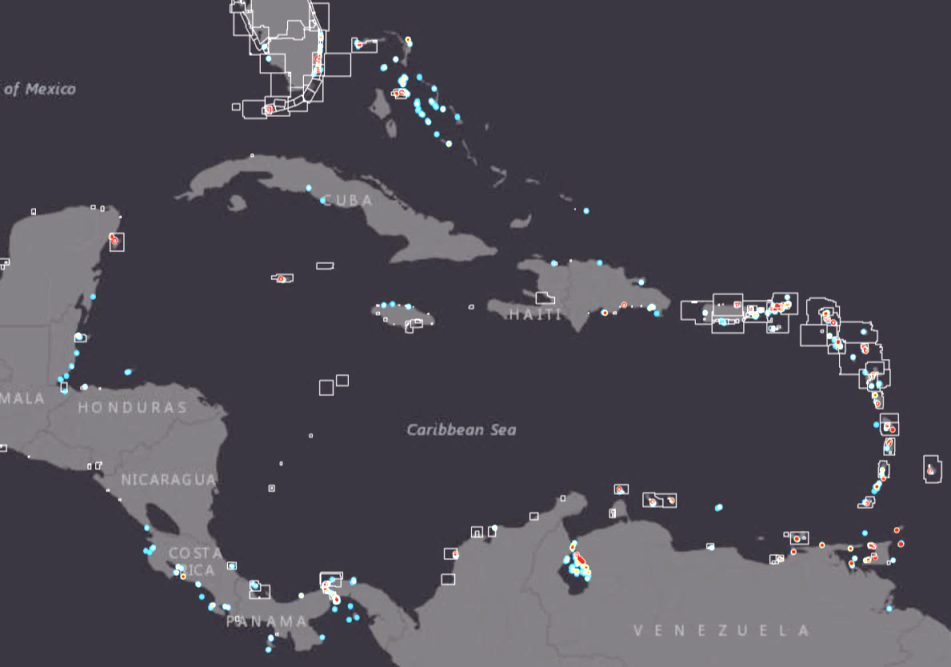 of Mexico
CUBA
HAITI
MALA
HONDURAS
Caribbean Sea
NICARAGUA
COSTA
RICA
PANAMA
VENEZUELA